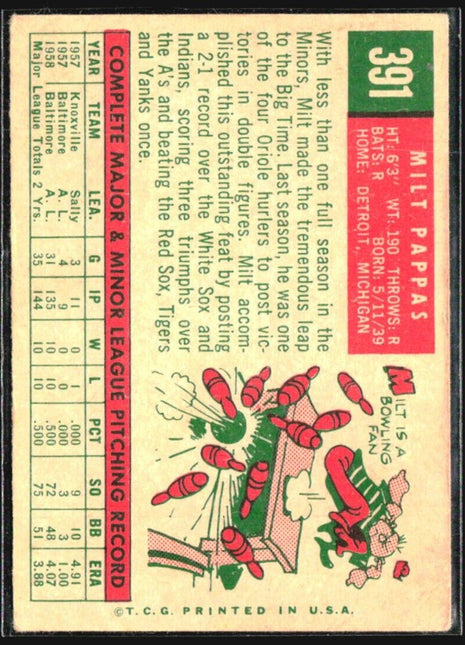 391
MILT PAPPAS
HT: 6'3" WT: 190 THROWS: R
BATS: R BORN: 5/11/39
HOME: DETROIT, MICHIGAN
With less than one full season in the
Minors, Milt made the tremendous leap
to the Big Time. Last season, he was one
of the four Oriole hurlers to post vic-
tories in double figures. Milt accom-
plished this outstanding feat by posting
a 2-1 record over the White Sox and
Indians, scoring three triumphs over
the A's and beating the Red Sox, Tigers
and Yanks once.
MILT IS A
BOWLING
FAN
COMPLETE MAJOR & MINOR LEAGUE PITCHING RECORD
YEAR TEAM LEA. G IP W L PCT SO BB ERA
1957 Knoxville Sally 3 11 0 1 .000 9 10 4.91
1957 Baltimore A. L. 4 9 0 0 .000 3 3 1.00
1958 Baltimore A. L. 31 135 10 10 .500 72 48 4.07
Major League Totals 2 Yrs. 35 144 10 10 .500 75 51 3.88
© T.C.G. PRINTED IN U.S.A.